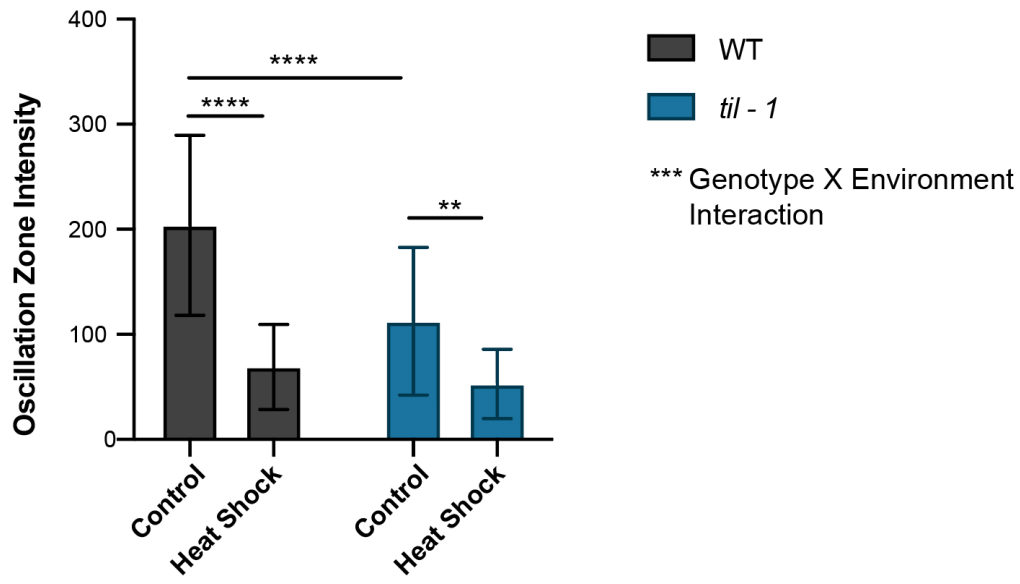 400
300
200
100
0
Oscillation Zone Intensity
****
****
**
Control
Heat Shock
Control
Heat Shock
WT
til - 1
*** Genotype X Environment
Interaction